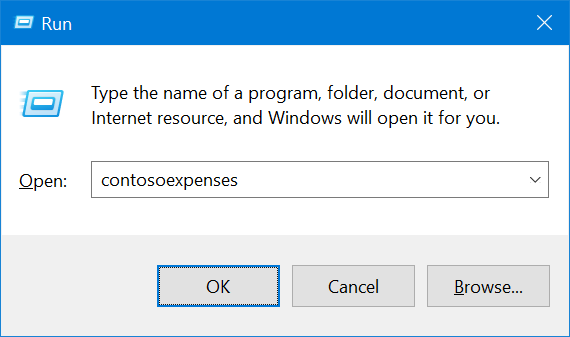 Run
Type the name of a program, folder, document, or
Internet resource, and Windows will open it for you.
Open: contosoexpenses
OK Cancel Browse...